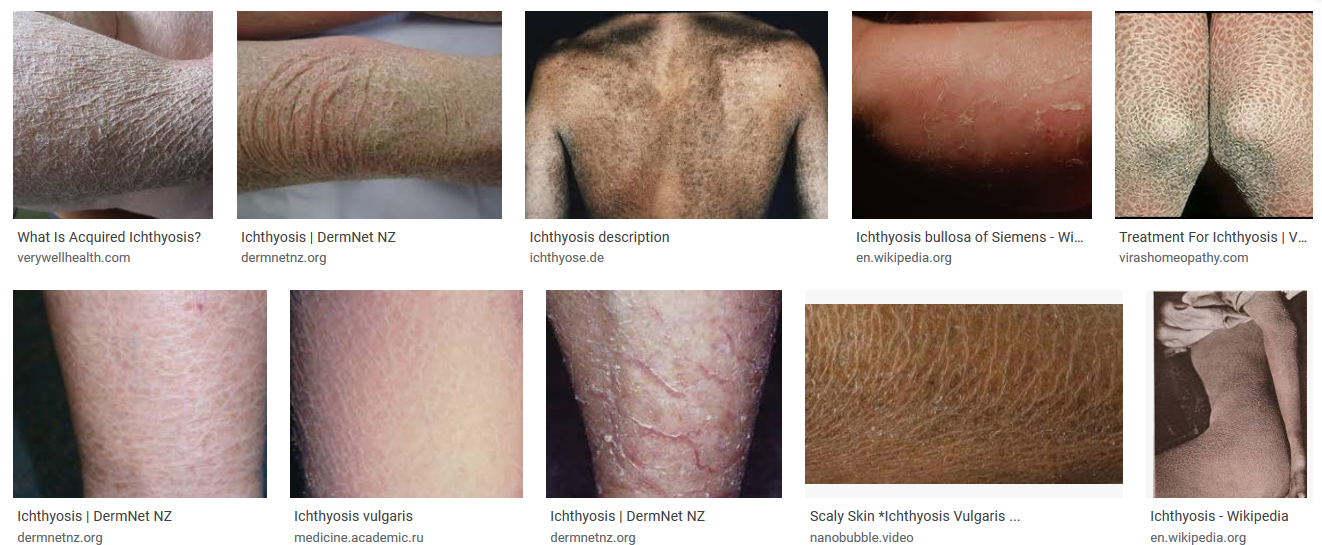 What Is Acquired Ichthyosis?
verywellhealth.com
Ichthyosis | DermNet NZ
dermnetnz.org
Ichthyosis description
ichthyose.de
Ichthyosis bullosa of Siemens - Wi...
en.wikipedia.org
Treatment For Ichthyosis | V...
virashomeopathy.com
Ichthyosis | DermNet NZ
dermnetnz.org
Ichthyosis vulgaris
medicine.academic.ru
Ichthyosis | DermNet NZ
dermnetnz.org
Scaly Skin *Ichthyosis Vulgaris ...
nanobubble.video
Ichthyosis - Wikipedia
en.wikipedia.org